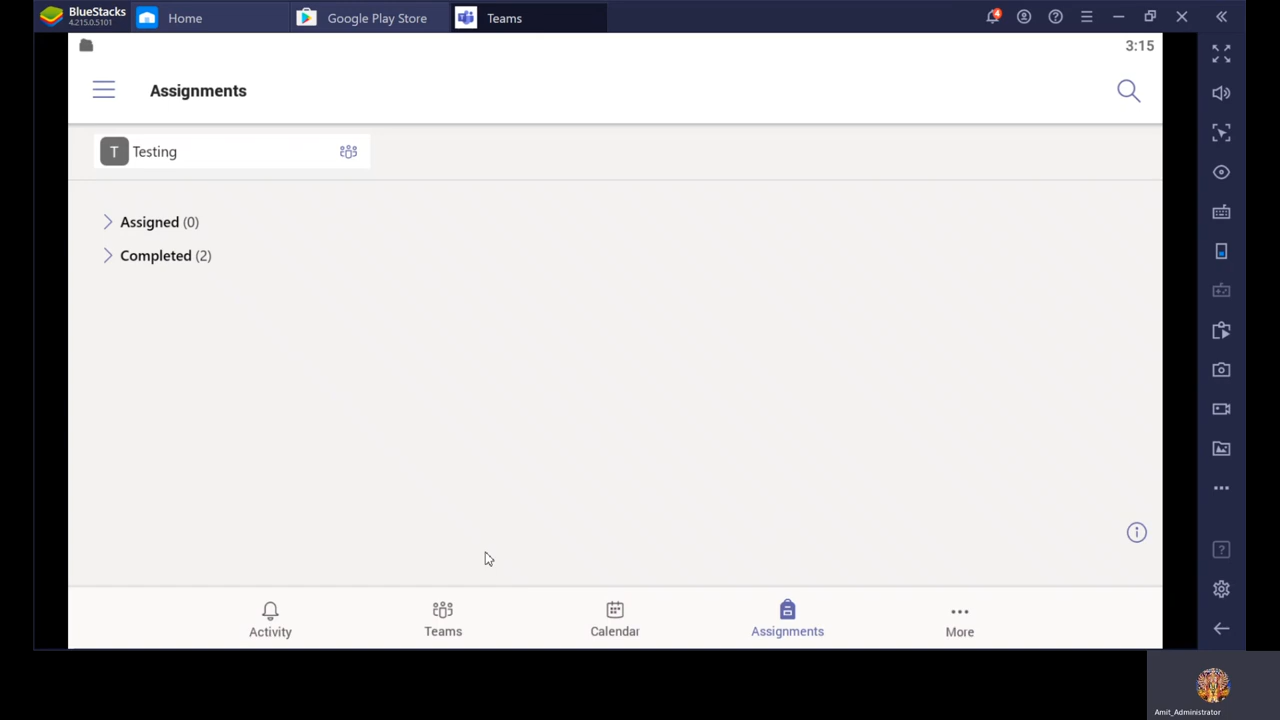 BlueStacks
4.215.0.5101
Home
Google Play Store
Teams
4
3:15
Assignments
T Testing
Assigned (0)
Completed (2)
Activity
Teams
Calendar
Assignments
More
Amit_Administrator